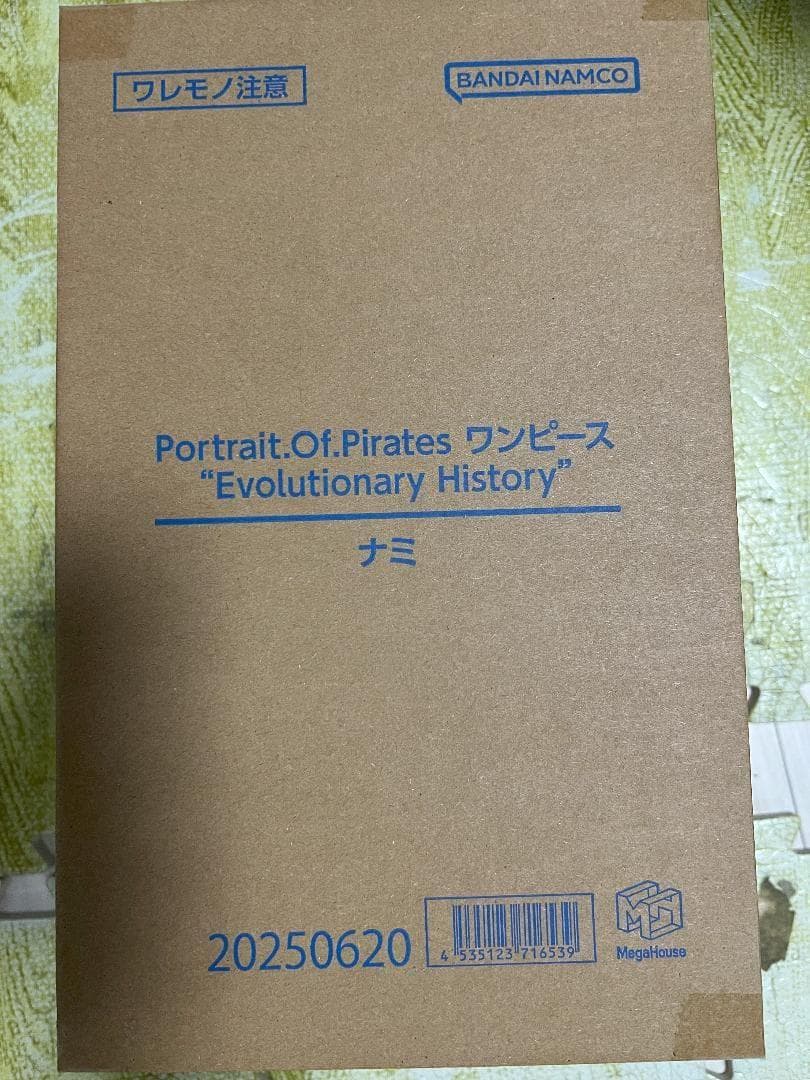 ワレモノ注意
BANDAI NAMCO
Portrait.Of.Pirates ワンピース
“Evolutionary History”
ナミ
20250620
4 535123 716539
MegaHouse